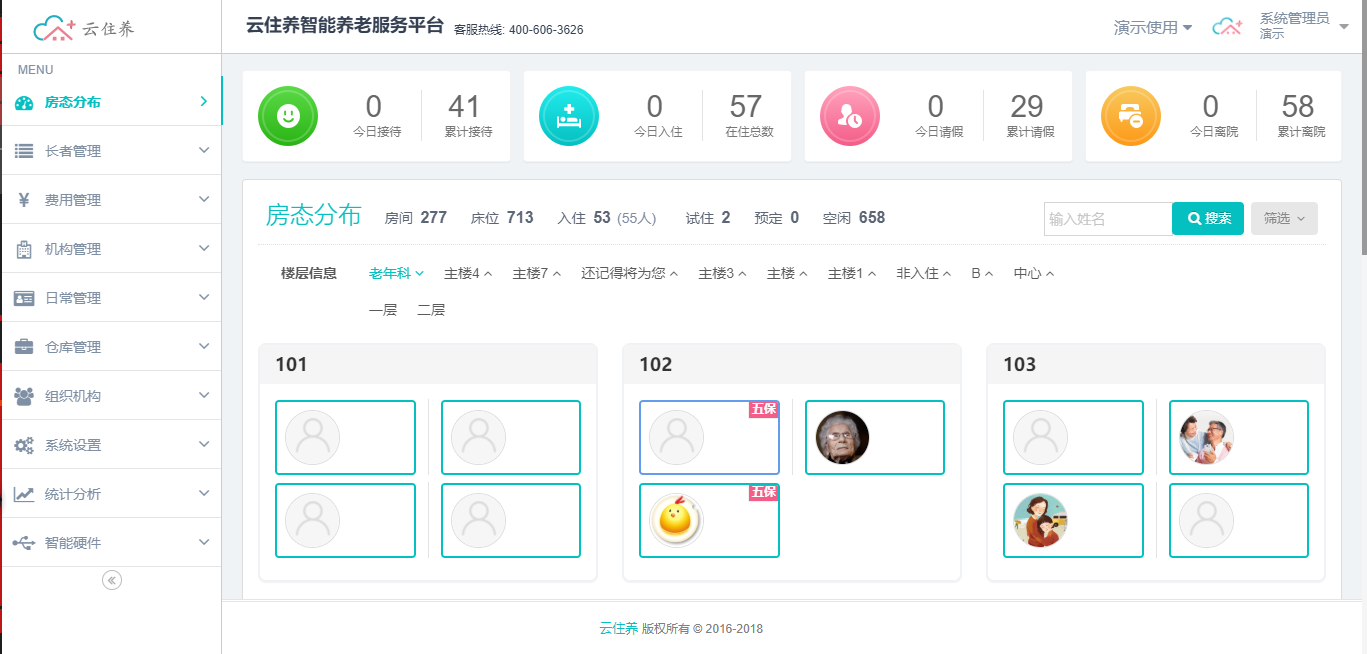 云住养
云住养智能养老服务平台 客服热线: 400-606-3626
演示使用
系统管理员
演示
MENU
房态分布
长者管理
费用管理
机构管理
日常管理
仓库管理
组织机构
系统设置
统计分析
智能硬件
0 今日接待
41 累计接待
0 今日入住
57 在住总数
0 今日请假
29 累计请假
0 今日离院
58 累计离院
房态分布 房间 277 床位 713 入住 53 (55人) 试住 2 预定 0 空闲 658
输入姓名 搜索 筛选
楼层信息 老年科 主楼4 主楼7 还记得将为您 主楼3 主楼 主楼1 非入住 B 中心
一层 二层
101
102
103
五保
五保
云住养 版权所有 © 2016-2018